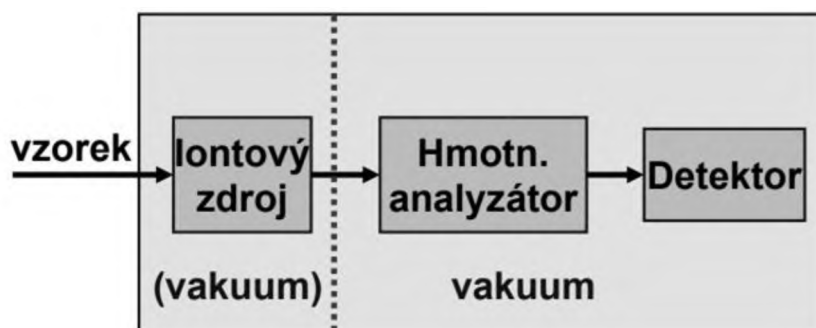 vzorek
Iontový
zdroj
Hmotn.
analyzátor
Detektor
(vakuum)
vakuum